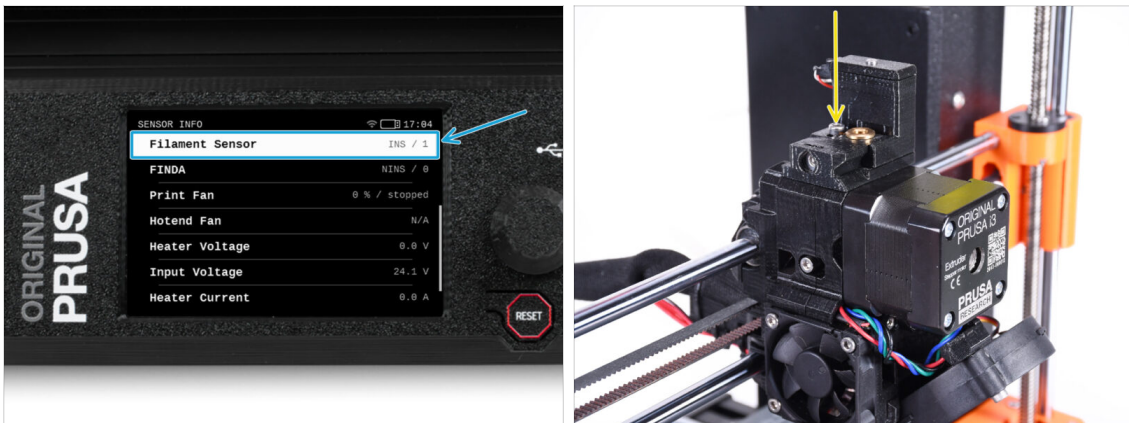 SENSOR INFO 17:04
Filament Sensor INS / 1
FINDA NINS / 0
Print Fan 0 % / stopped
Hotend Fan N/A
Heater Voltage 0.0 V
Input Voltage 24.1 V
Heater Current 0.0 A
ORIGINAL
PRUSA
RESET
ORIGINAL
PRUSA i3
Extruder
PRUSA
RESEARCH